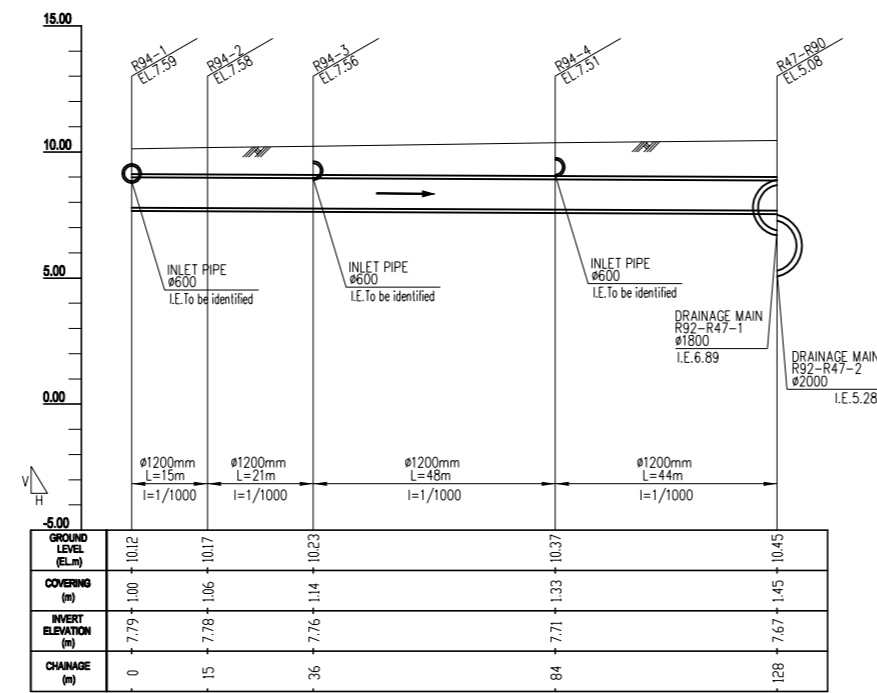 15.00
10.00
5.00
0.00
-5.00
R94-1
EL.7.59
R94-2
EL.7.58
R94-3
EL.7.56
R94-4
EL.7.51
R47-R90
EL.5.08
INLET PIPE
ø600
I.E.To be identified
INLET PIPE
ø600
I.E.To be identified
INLET PIPE
ø600
I.E.To be identified
DRAINAGE MAIN
R92-R47-1
ø1800
I.E.6.89
DRAINAGE MAIN
R92-R47-2
ø2000
I.E.5.28
V
H
ø1200mm
L=15m
I=1/1000
ø1200mm
L=21m
I=1/1000
ø1200mm
L=48m
I=1/1000
ø1200mm
L=44m
I=1/1000
GROUND
LEVEL
(EL.m)
10.12 10.17 10.23 10.37 10.45
COVERING
(m)
1.00 1.06 1.14 1.33 1.45
INVERT
ELEVATION
(m)
7.79 7.78 7.76 7.71 7.67
CHAINAGE
(m)
0 15 36 84 128